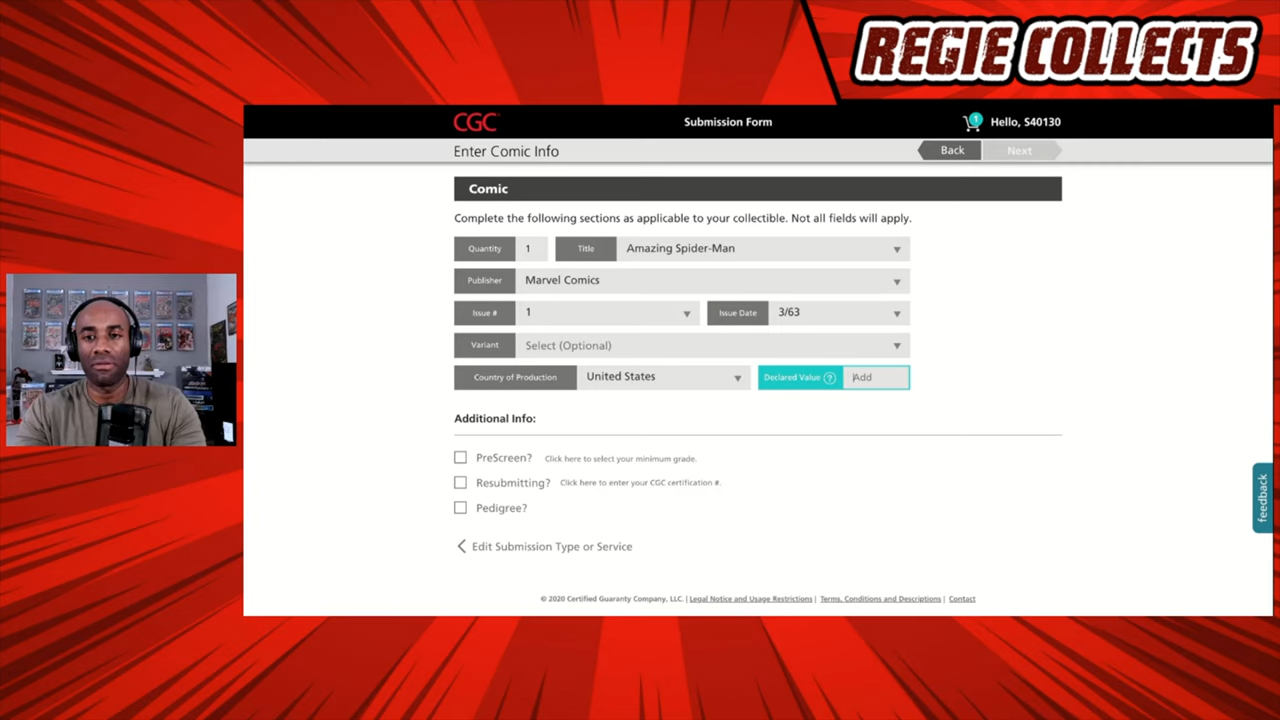 REGIE COLLECTS
CGC
Submission Form
1
Hello, S40130
Enter Comic Info
Back
Next
Comic
Complete the following sections as applicable to your collectible. Not all fields will apply.
Quantity 1 Title Amazing Spider-Man
Publisher Marvel Comics
Issue # 1 Issue Date 3/63
Variant Select (Optional)
Country of Production United States Declared Value ? Add
Additional Info:
PreScreen? Click here to select your minimum grade.
Resubmitting? Click here to enter your CGC certification #.
Pedigree?
Edit Submission Type or Service
feedback
© 2020 Certified Guaranty Company, LLC. | Legal Notice and Usage Restrictions | Terms, Conditions and Descriptions | Contact